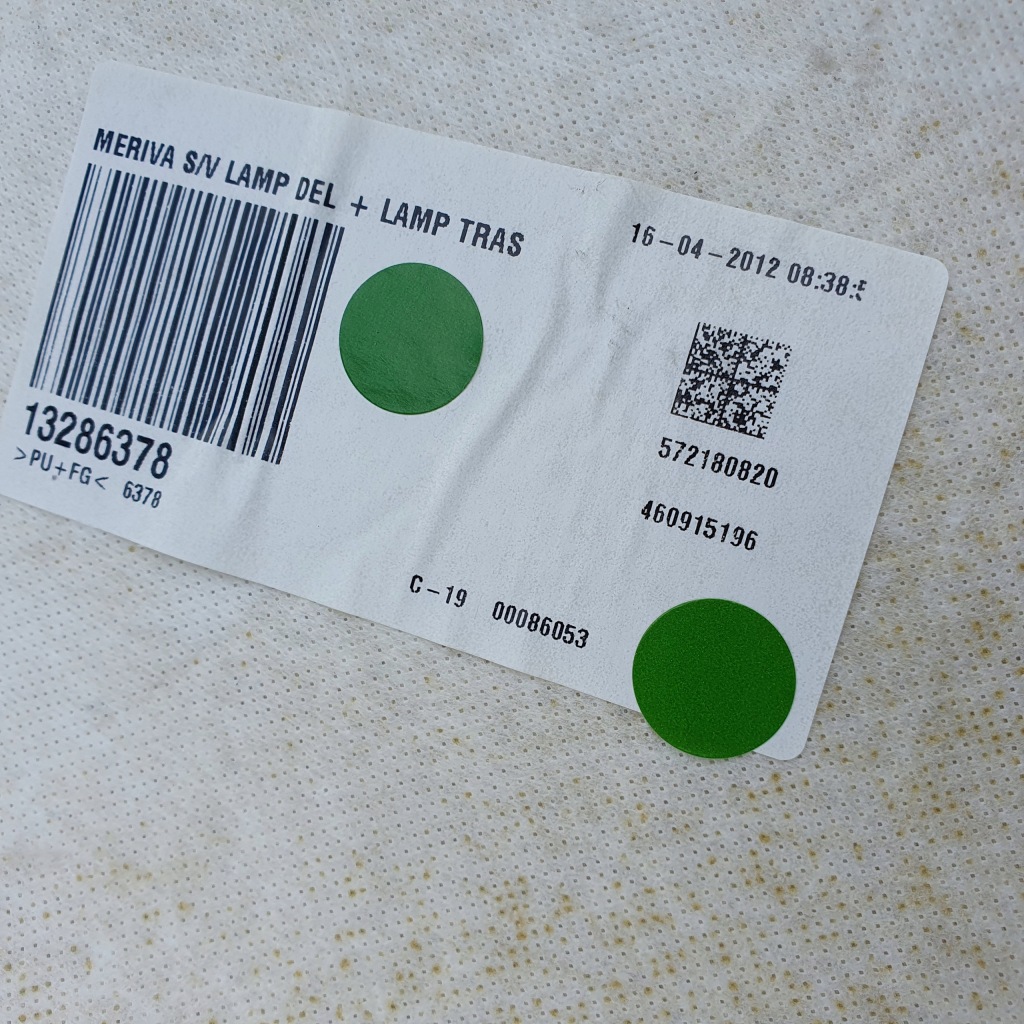 MERIVA S/V LAMP DEL + LAMP TRAS
16-04-2012 08:38:
13286378
>PU+FG< 6378
572180820
460915196
C-19 00086053